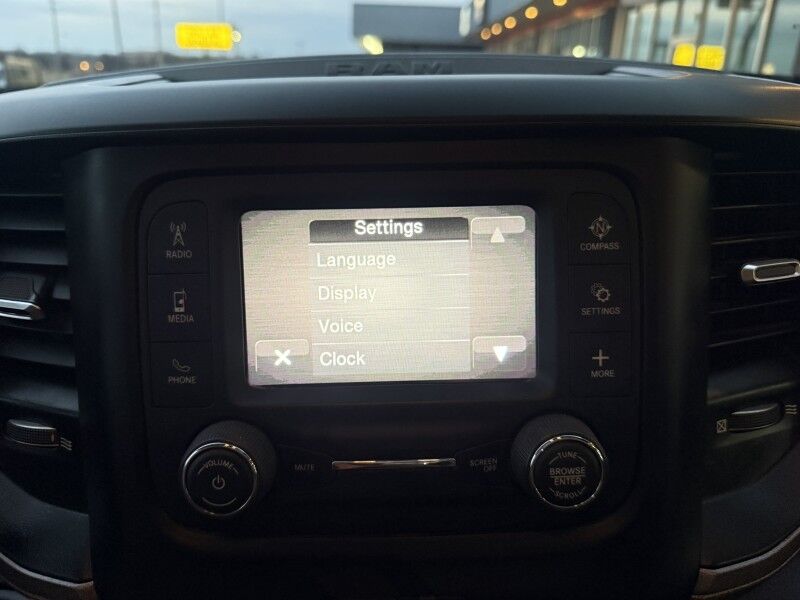 RAM
Settings
Language
Display
Voice
Clock
RADIO
MEDIA
PHONE
N
COMPASS
SETTINGS
MORE
VOLUME
MUTE
SCREEN
OFF
TUNE
BROWSE
ENTER
SCROLL